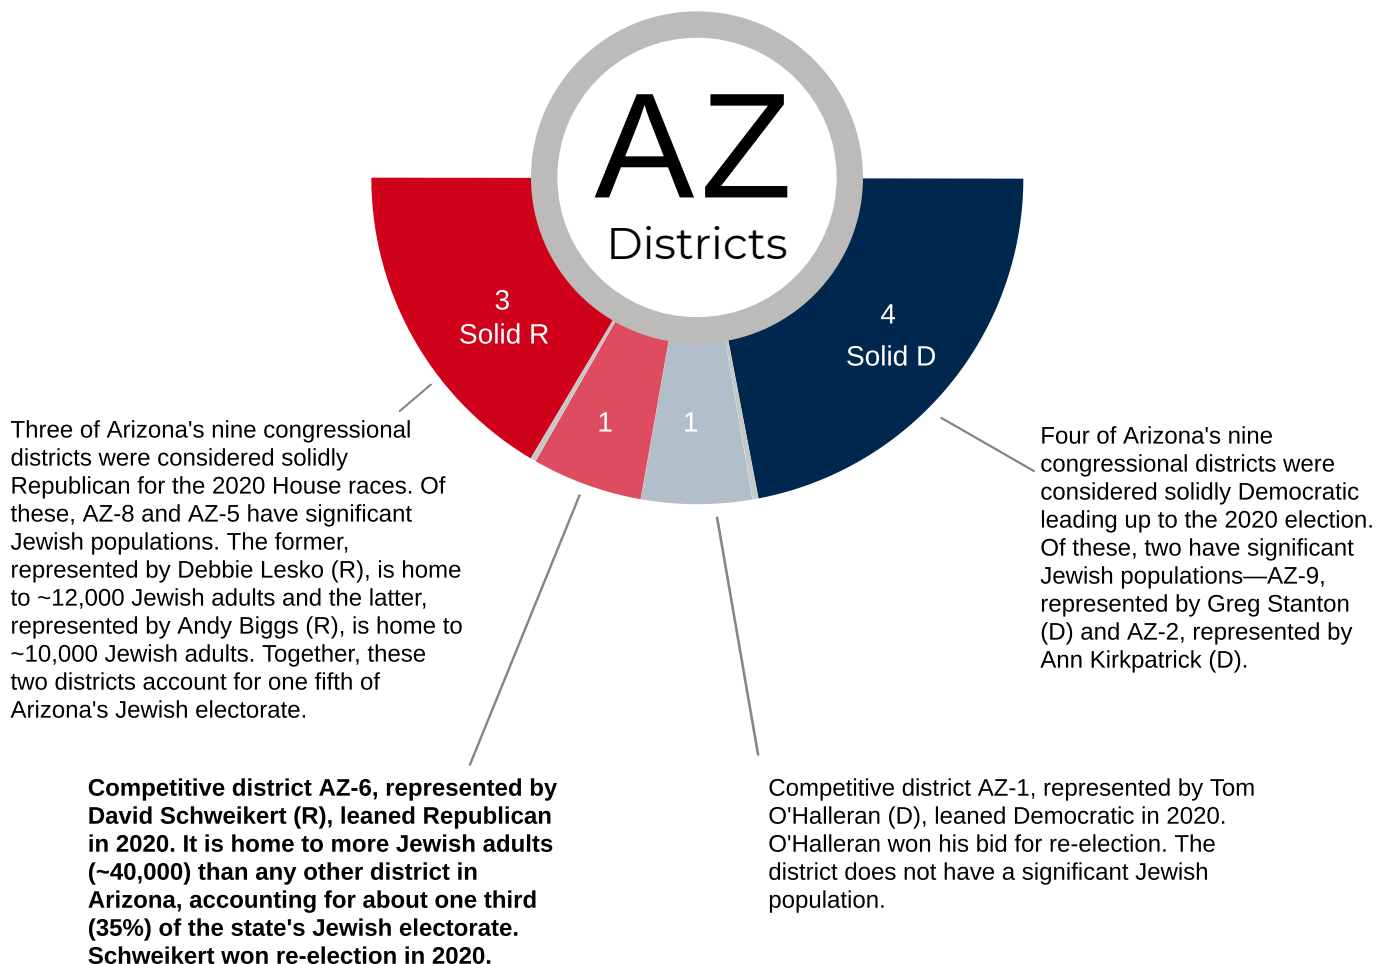 AZ
Districts
3
Solid R
4
Solid D
1
1
Three of Arizona's nine congressional
districts were considered solidly
Republican for the 2020 House races. Of
these, AZ-8 and AZ-5 have significant
Jewish populations. The former,
represented by Debbie Lesko (R), is home
to ~12,000 Jewish adults and the latter,
represented by Andy Biggs (R), is home to
~10,000 Jewish adults. Together, these
two districts account for one fifth of
Arizona's Jewish electorate.
Four of Arizona's nine
congressional districts were
considered solidly Democratic
leading up to the 2020 election.
Of these, two have significant
Jewish populations—AZ-9,
represented by Greg Stanton
(D) and AZ-2, represented by
Ann Kirkpatrick (D).
Competitive district AZ-6, represented by
David Schweikert (R), leaned Republican
in 2020. It is home to more Jewish adults
(~40,000) than any other district in
Arizona, accounting for about one third
(35%) of the state's Jewish electorate.
Schweikert won re-election in 2020.
Competitive district AZ-1, represented by Tom
O'Halleran (D), leaned Democratic in 2020.
O'Halleran won his bid for re-election. The
district does not have a significant Jewish
population.